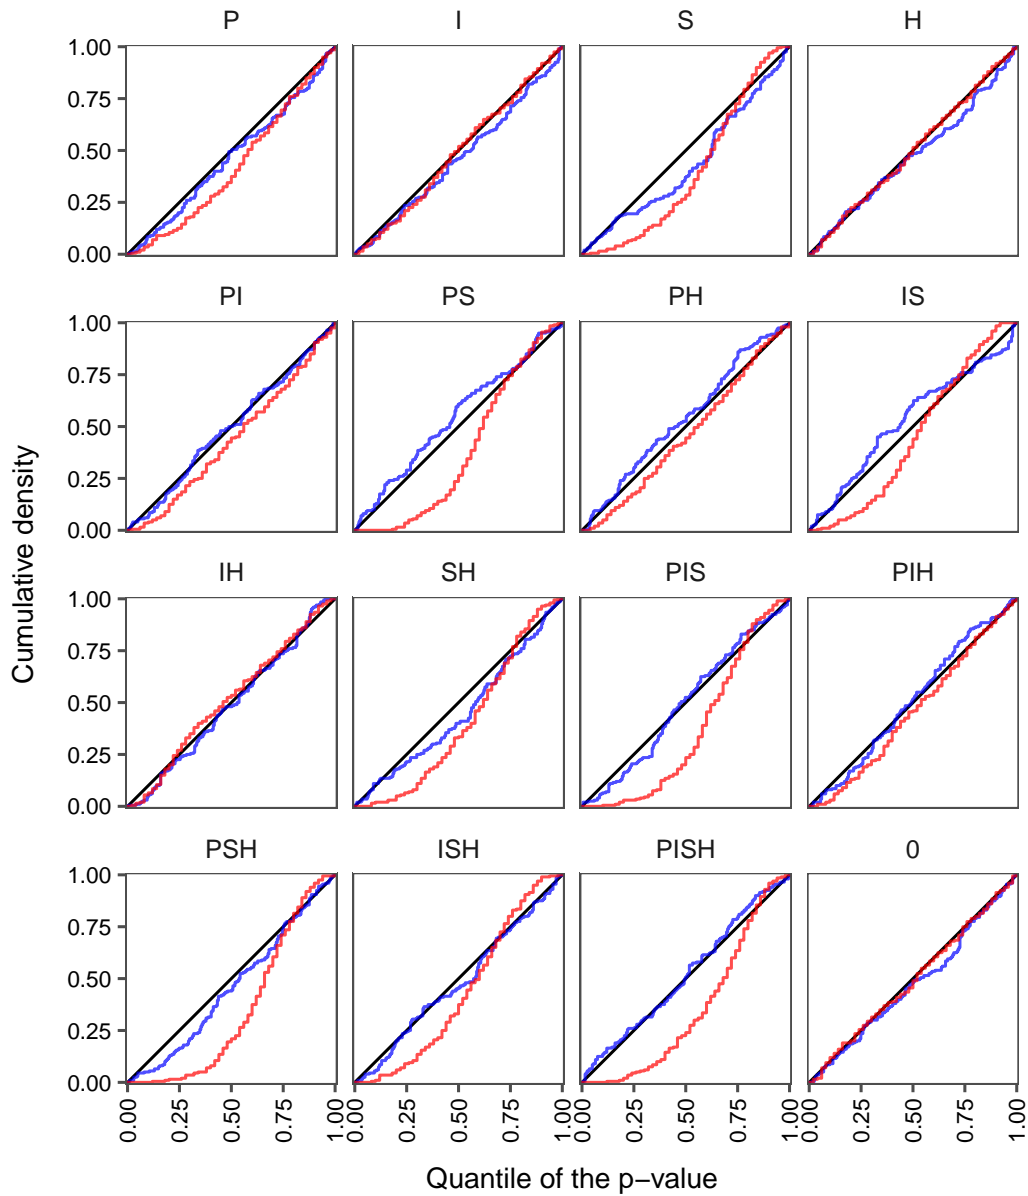 P I S H
1.00
0.75
0.50
0.25
0.00
PI PS PH IS
1.00
0.75
0.50
0.25
0.00
Cumulative density
IH SH PIS PIH
1.00
0.75
0.50
0.25
0.00
PSH ISH PISH 0
1.00
0.75
0.50
0.25
0.00
0.00 0.25 0.50 0.75 1.00 0.00 0.25 0.50 0.75 1.00 0.00 0.25 0.50 0.75 1.00 0.00 0.25 0.50 0.75 1.00
Quantile of the p−value